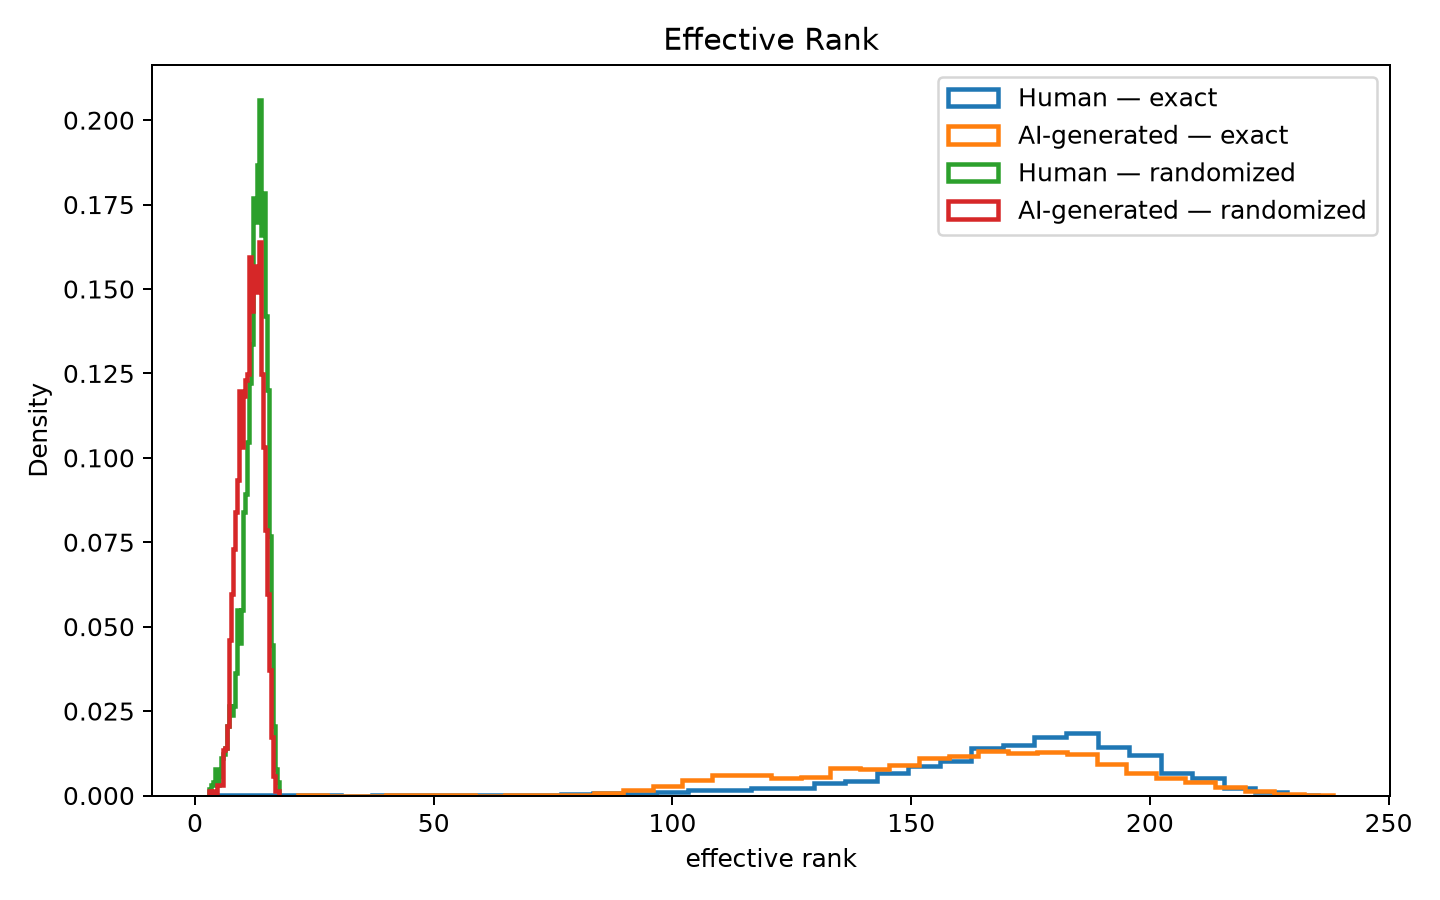 Effective Rank
Human — exact
AI-generated — exact
Human — randomized
AI-generated — randomized
Density
0.200
0.175
0.150
0.125
0.100
0.075
0.050
0.025
0.000
0
50
100
150
200
250
effective rank